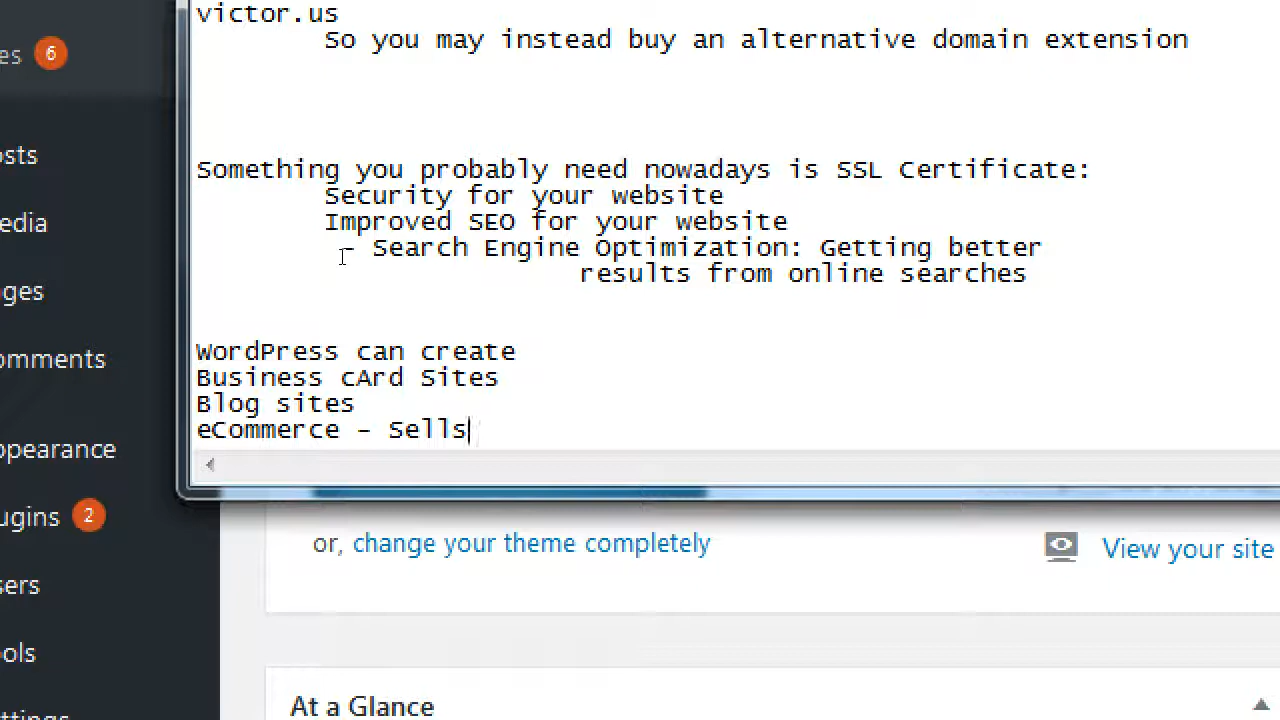 victor.us
So you may instead buy an alternative domain extension
Something you probably need nowadays is SSL Certificate:
Security for your website
Improved SEO for your website
- Search Engine Optimization: Getting better
results from online searches
WordPress can create
Business cArd Sites
Blog sites
eCommerce - Sells
es 6
osts
edia
ges
omments
ppearance
ugins 2
sers
ols
ettings
or, change your theme completely
View your site
At a Glance